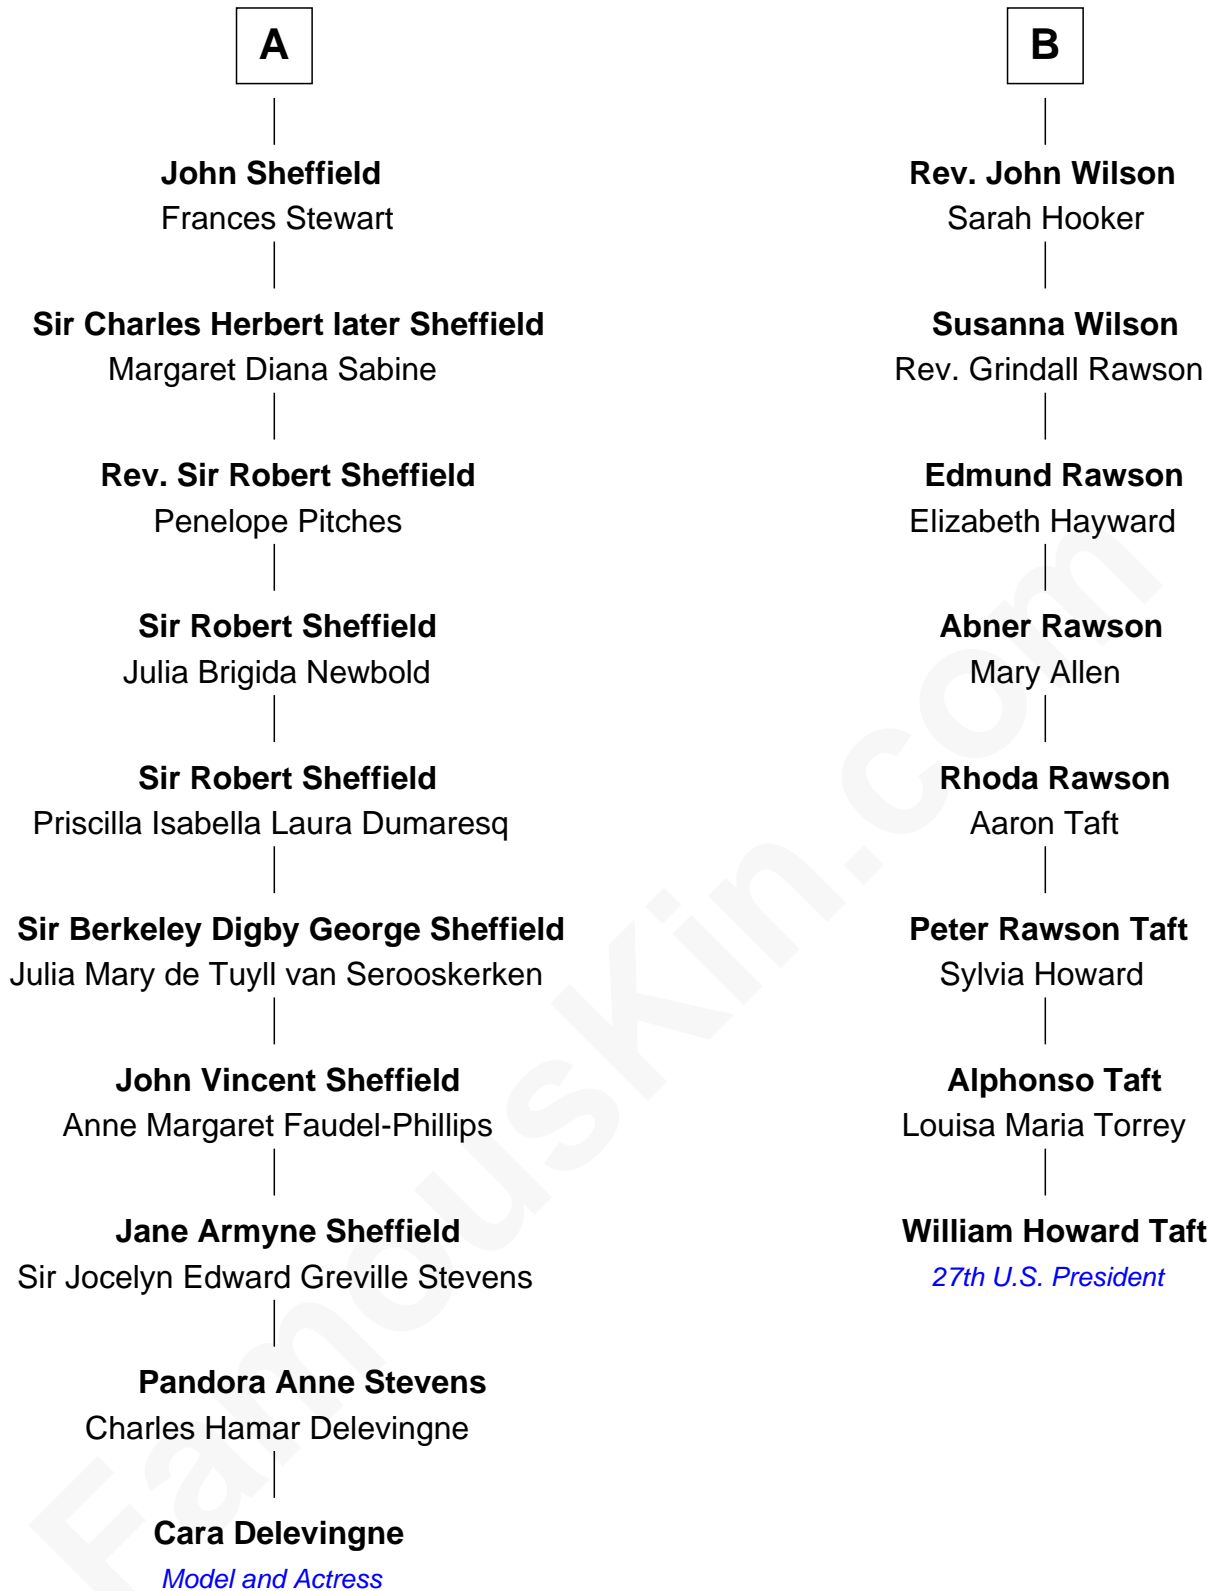 A
John Sheffield
Frances Stewart
Sir Charles Herbert later Sheffield
Margaret Diana Sabine
Rev. Sir Robert Sheffield
Penelope Pitches
Sir Robert Sheffield
Julia Brigida Newbold
Sir Robert Sheffield
Priscilla Isabella Laura Dumaresq
Sir Berkeley Digby George Sheffield
Julia Mary de Tuyll van Serooskerken
John Vincent Sheffield
Anne Margaret Faudel-Phillips
Jane Armyne Sheffield
Sir Jocelyn Edward Greville Stevens
Pandora Anne Stevens
Charles Hamar Delevingne
Cara Delevingne
Model and Actress
B
Rev. John Wilson
Sarah Hooker
Susanna Wilson
Rev. Grindall Rawson
Edmund Rawson
Elizabeth Hayward
Abner Rawson
Mary Allen
Rhoda Rawson
Aaron Taft
Peter Rawson Taft
Sylvia Howard
Alphonso Taft
Louisa Maria Torrey
William Howard Taft
27th U.S. President
FamousKin.com